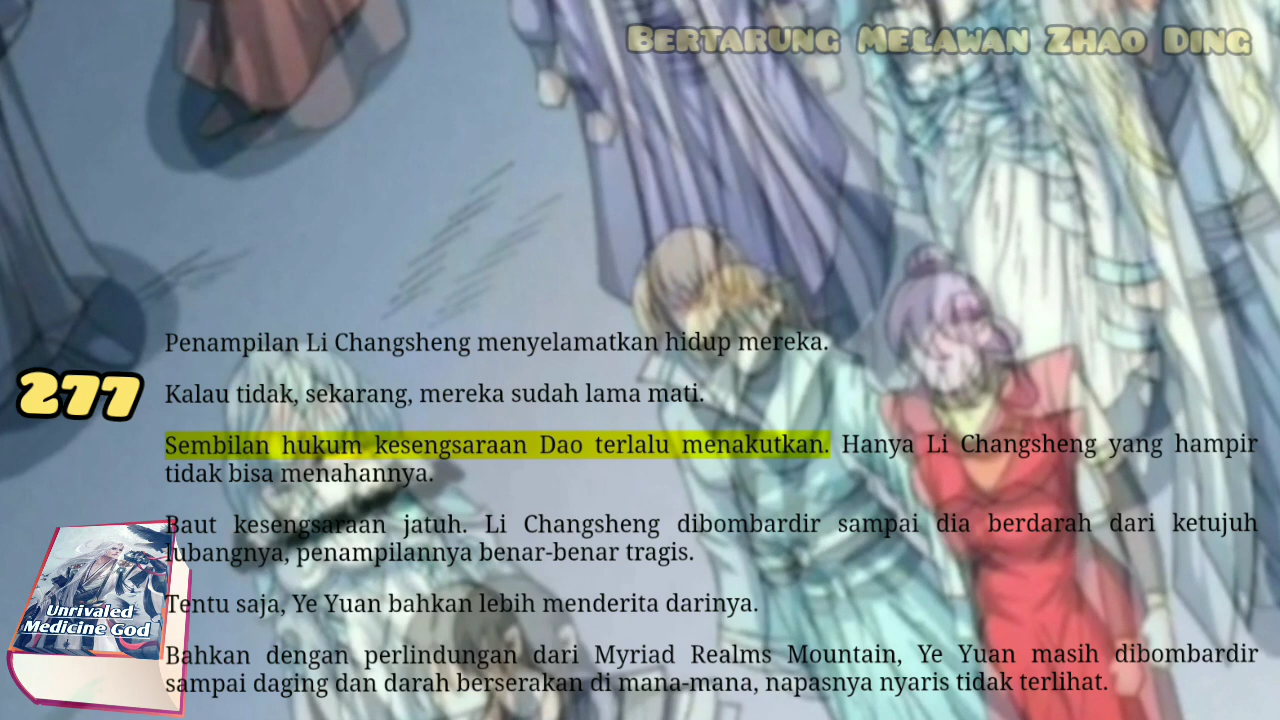 Bertarung Melawan Zhao Ding
Penampilan Li Changsheng menyelamatkan hidup mereka.
277
Kalau tidak, sekarang, mereka sudah lama mati.
Sembilan hukum kesengsaraan Dao terlalu menakutkan. Hanya Li Changsheng yang hampir
tidak bisa menahannya.
Baut kesengsaraan jatuh. Li Changsheng dibombardir sampai dia berdarah dari ketujuh
lubangnya, penampilannya benar-benar tragis.
Tentu saja, Ye Yuan bahkan lebih menderita darinya.
Bahkan dengan perlindungan dari Myriad Realms Mountain, Ye Yuan masih dibombardir
sampai daging dan darah berserakan di mana-mana, napasnya nyaris tidak terlihat.
Unrivaled
Medicine God